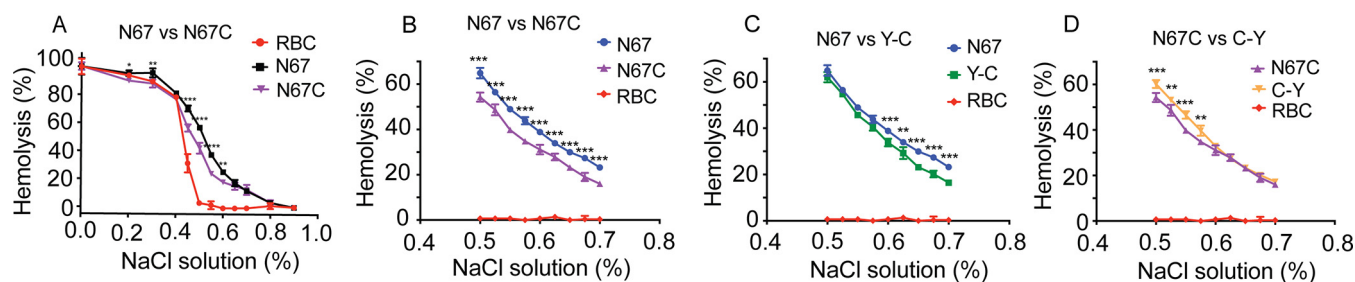 A
N67 vs N67C
RBC
N67
N67C
Hemolysis (%)
100
80
60
40
20
0
* ** **** **** **** **
0.0 0.2 0.4 0.6 0.8 1.0
NaCl solution (%)
B
N67 vs N67C
N67
N67C
RBC
Hemolysis (%)
60
40
20
0
*** *** *** *** *** *** *** *** ***
0.4 0.5 0.6 0.7 0.8
NaCl solution (%)
C
N67 vs Y-C
N67
Y-C
RBC
Hemolysis (%)
60
40
20
0
*** ** *** *** ***
0.4 0.5 0.6 0.7 0.8
NaCl solution (%)
D
N67C vs C-Y
N67C
C-Y
RBC
Hemolysis (%)
60
40
20
0
*** ** *** **
0.4 0.5 0.6 0.7 0.8
NaCl solution (%)